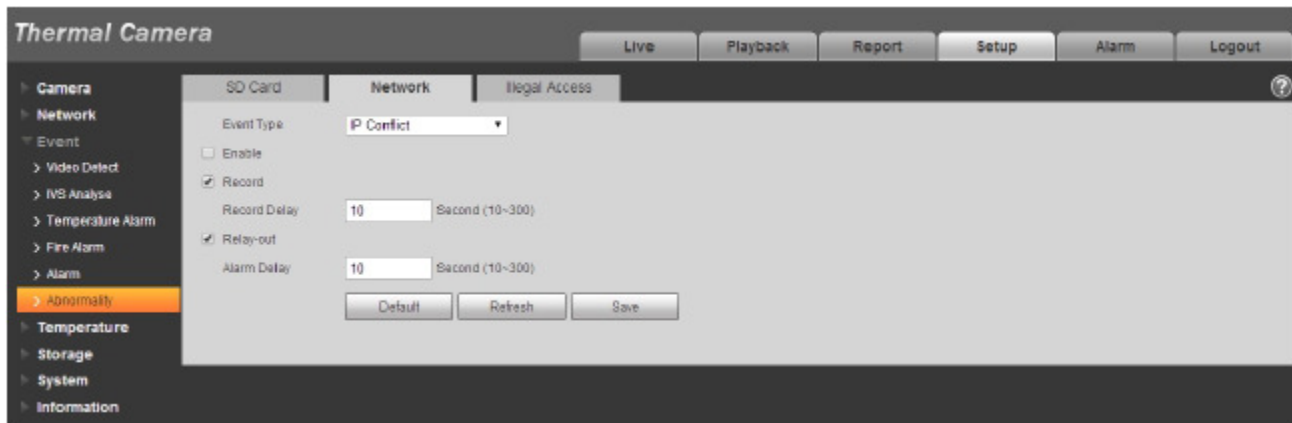 Thermal Camera
Live
Playback
Report
Setup
Alarm
Logout
Camera
Network
Event
Video Detect
IVS Analyse
Temperature Alarm
Fire Alarm
Alarm
Abnormality
Temperature
Storage
System
Information
SD Card
Network
Illegal Access
?
Event Type IP Conflict
Enable
Record
Record Delay 10 Second (10~300)
Relay-out
Alarm Delay 10 Second (10~300)
Default
Refresh
Save